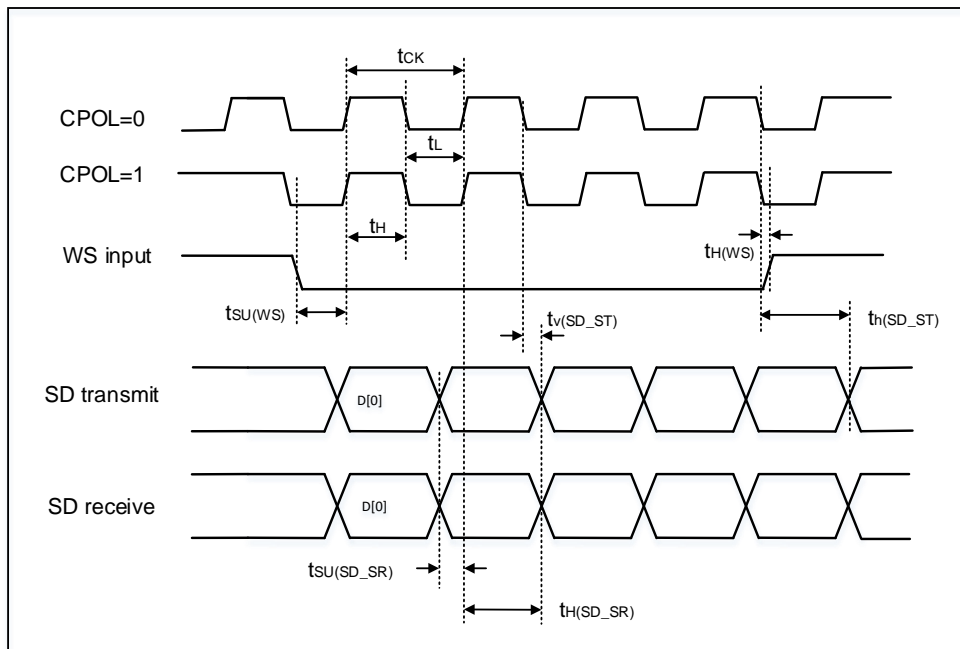 tCK
CPOL=0
tL
CPOL=1
tH
tH(WS)
WS input
tSU(WS)
tv(SD_ST)
th(SD_ST)
SD transmit
D[0]
SD receive
D[0]
tSU(SD_SR)
tH(SD_SR)